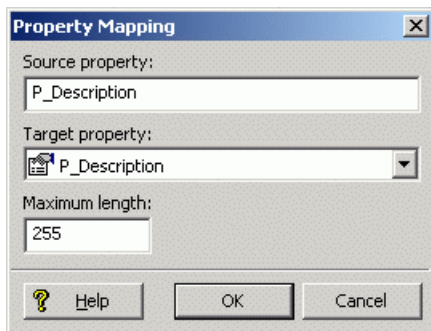 Property Mapping
Source property:
P_Description
Target property:
P_Description
Maximum length:
255
Help OK Cancel